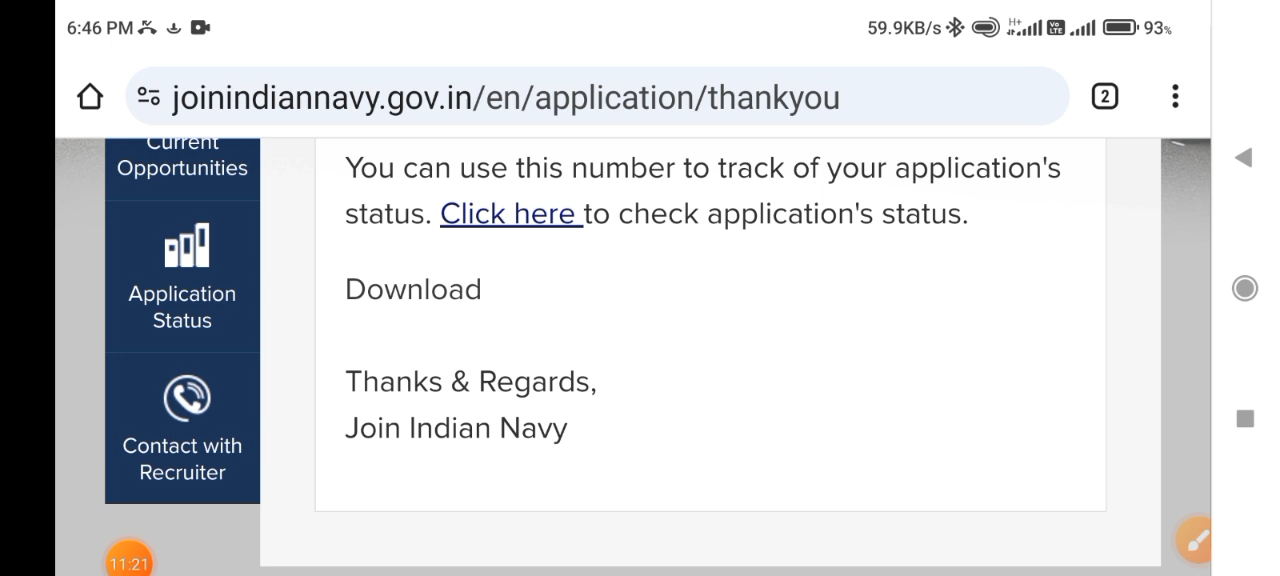 6:46 PM
59.9KB/s H+ Vo LTE 93%
joinindiannavy.gov.in/en/application/thankyou
2
Current
Opportunities
Application
Status
Contact with
Recruiter
You can use this number to track of your application's
status. Click here to check application's status.
Download
Thanks & Regards,
Join Indian Navy
11:21